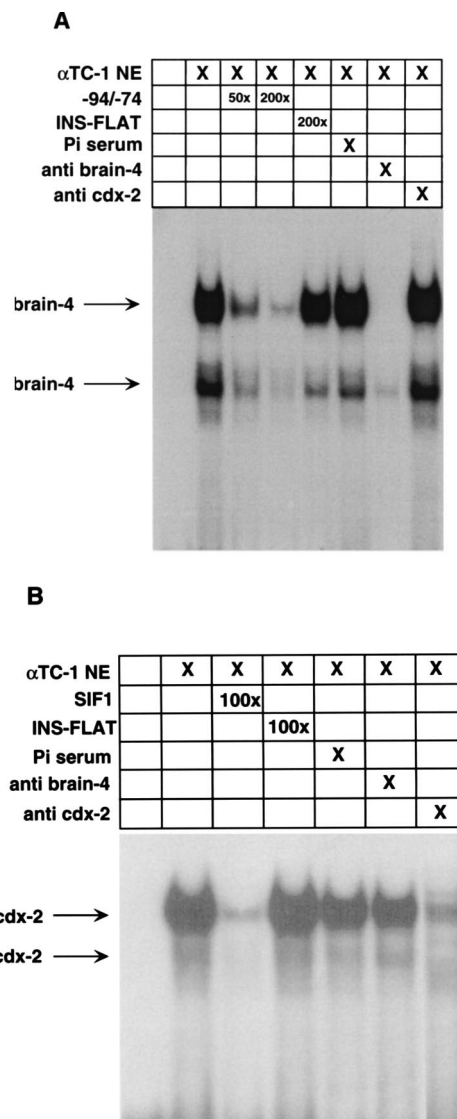 A
αTC-1 NE X X X X X X X
-94/-74 50x 200x
INS-FLAT 200x
Pi serum X
anti brain-4 X
anti cdx-2 X
brain-4
brain-4
B
αTC-1 NE X X X X X X
SIF1 100x
INS-FLAT 100x
Pi serum X
anti brain-4 X
anti cdx-2 X
cdx-2
cdx-2